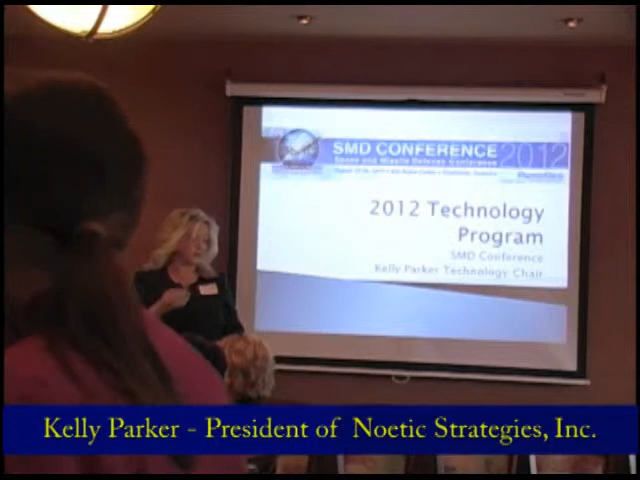 SMD CONFERENCE 2012
Space and Missile Defense Conference
2012 Technology
Program
SMD Conference
Kelly Parker Technology Chair
Kelly Parker - President of Noetic Strategies, Inc.